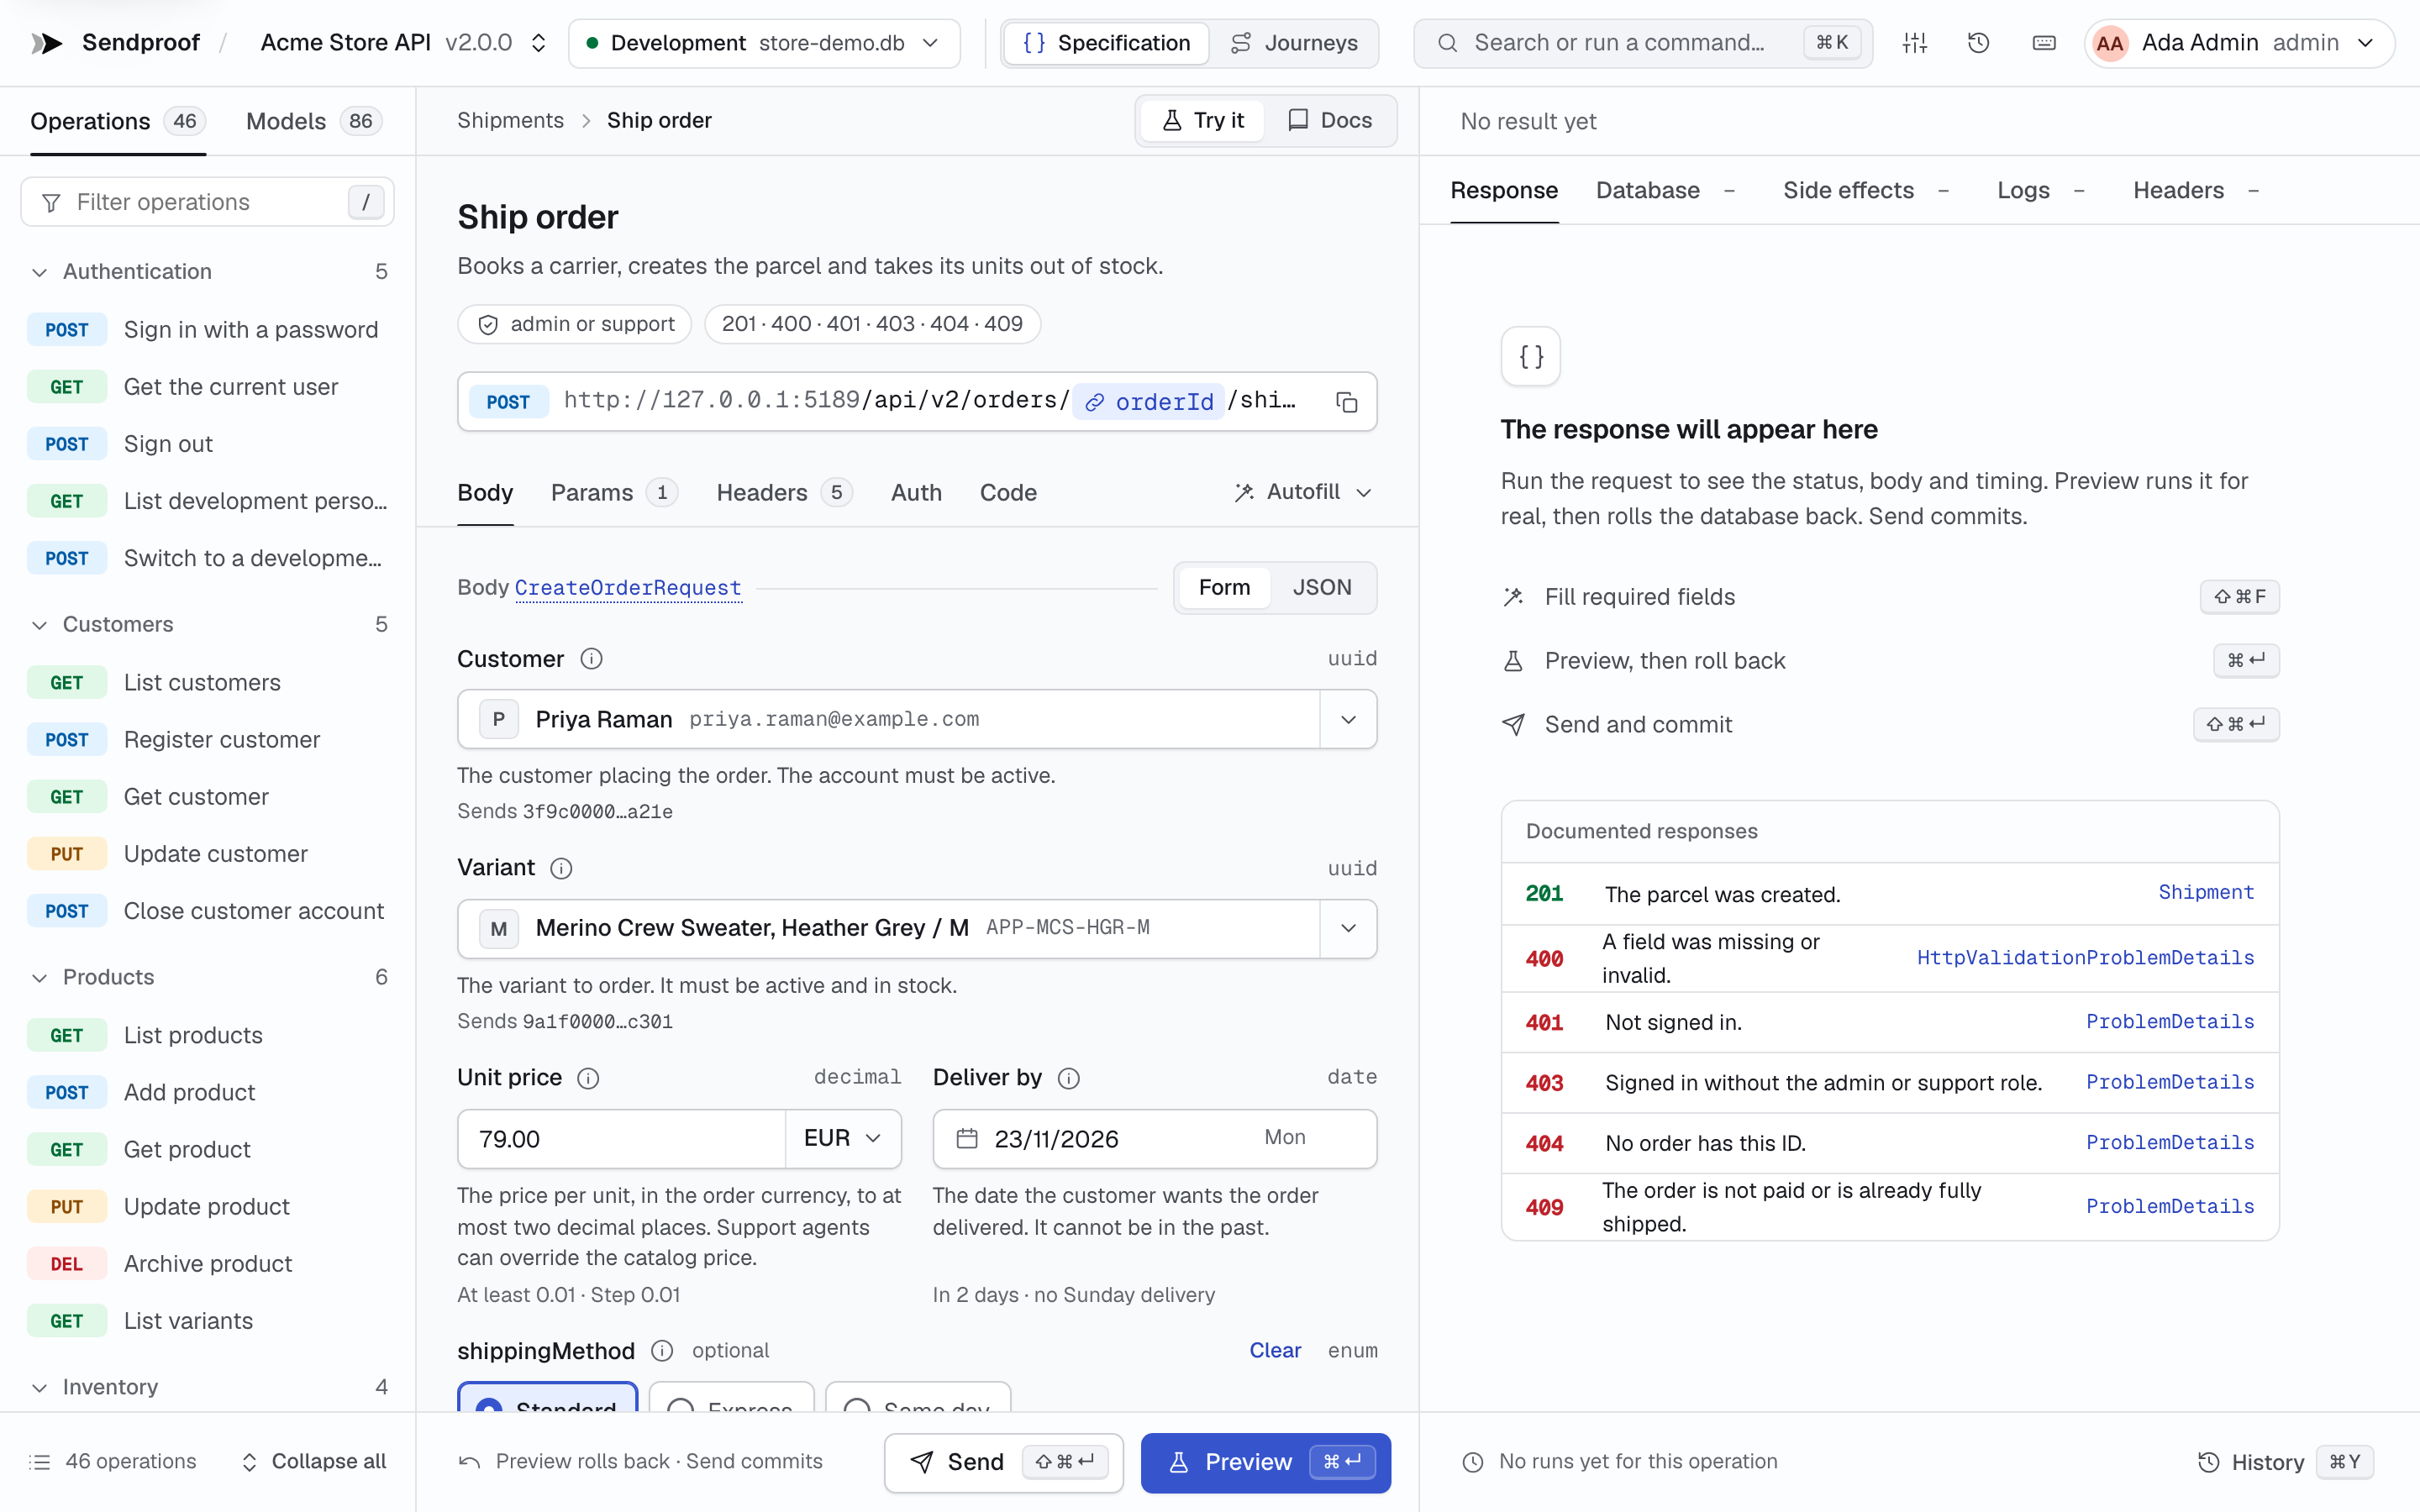 Sendproof / Acme Store API v2.0.0
Development store-demo.db
{ } Specification Journeys
Search or run a command... ⌘K
AA Ada Admin admin
Operations 46 Models 86
Filter operations /
Authentication 5
POST Sign in with a password
GET Get the current user
POST Sign out
GET List development perso...
POST Switch to a developme...
Customers 5
GET List customers
POST Register customer
GET Get customer
PUT Update customer
POST Close customer account
Products 6
GET List products
POST Add product
GET Get product
PUT Update product
DEL Archive product
GET List variants
Inventory 4
46 operations Collapse all
Shipments > Ship order
Try it Docs
Ship order
Books a carrier, creates the parcel and takes its units out of stock.
admin or support 201 · 400 · 401 · 403 · 404 · 409
POST http://127.0.0.1:5189/api/v2/orders/ orderId /shi...
Body Params 1 Headers 5 Auth Code Autofill
Body CreateOrderRequest Form JSON
Customer uuid
P Priya Raman priya.raman@example.com
The customer placing the order. The account must be active.
Sends 3f9c0000…a21e
Variant uuid
M Merino Crew Sweater, Heather Grey / M APP-MCS-HGR-M
The variant to order. It must be active and in stock.
Sends 9a1f0000…c301
Unit price decimal
79.00 EUR
The price per unit, in the order currency, to at
most two decimal places. Support agents
can override the catalog price.
At least 0.01 · Step 0.01
Deliver by date
23/11/2026 Mon
The date the customer wants the order
delivered. It cannot be in the past.
In 2 days · no Sunday delivery
shippingMethod optional Clear enum
Standard Express Same day
Preview rolls back · Send commits
Send ⇧⌘↵ Preview ⌘↵
No result yet
Response Database – Side effects – Logs – Headers –
{ }
The response will appear here
Run the request to see the status, body and timing. Preview runs it for
real, then rolls the database back. Send commits.
Fill required fields ⇧⌘F
Preview, then roll back ⌘↵
Send and commit ⇧⌘↵
Documented responses
201 The parcel was created. Shipment
400 A field was missing or
invalid. HttpValidationProblemDetails
401 Not signed in. ProblemDetails
403 Signed in without the admin or support role. ProblemDetails
404 No order has this ID. ProblemDetails
409 The order is not paid or is already fully
shipped. ProblemDetails
No runs yet for this operation History ⌘Y